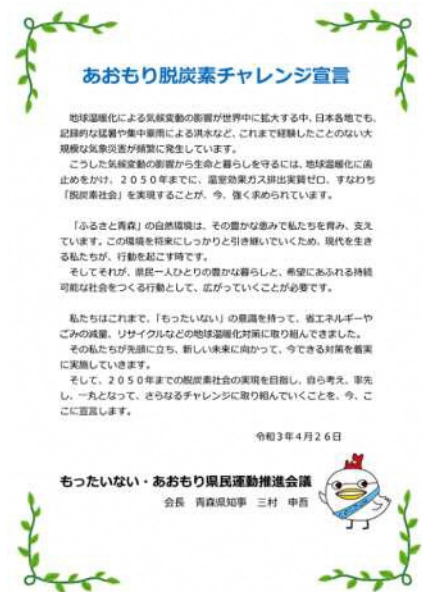 あおもり脱炭素チャレンジ宣言
地球温暖化による気候変動の影響が世界中に拡大する中、日本各地でも、
記録的な猛暑や集中豪雨による洪水など、これまで経験したことのない大
規模な気象災害が頻繁に発生しています。
こうした気候変動の影響から生命と暮らしを守るには、地球温暖化に歯
止めをかけ、2050年までに、温室効果ガス排出実質ゼロ、すなわち
「脱炭素社会」を実現することが、今、強く求められています。
「ふるさと青森」の自然環境は、その豊かな恵みで私たちを育み、支え
ています。この環境を将来にしっかりと引き継いでいくため、現代を生き
る私たちが、行動を起こす時です。
そしてそれが、県民一人ひとりの豊かな暮らしと、希望にあふれる持続
可能な社会をつくる行動として、広がっていくことが必要です。
私たちはこれまで、「もったいない」の意識を持って、省エネルギーや
ごみの減量、リサイクルなどの地球温暖化対策に取り組んできました。
その私たちが先頭に立ち、新しい未来に向かって、今できる対策を着実
に実施していきます。
そして、2050年までの脱炭素社会の実現を目指し、自ら考え、率先
し、一丸となって、さらなるチャレンジに取り組んでいくことを、今、こ
こに宣言します。
令和3年4月26日
もったいない・あおもり県民運動推進会議
会長 青森県知事 三村 申吾